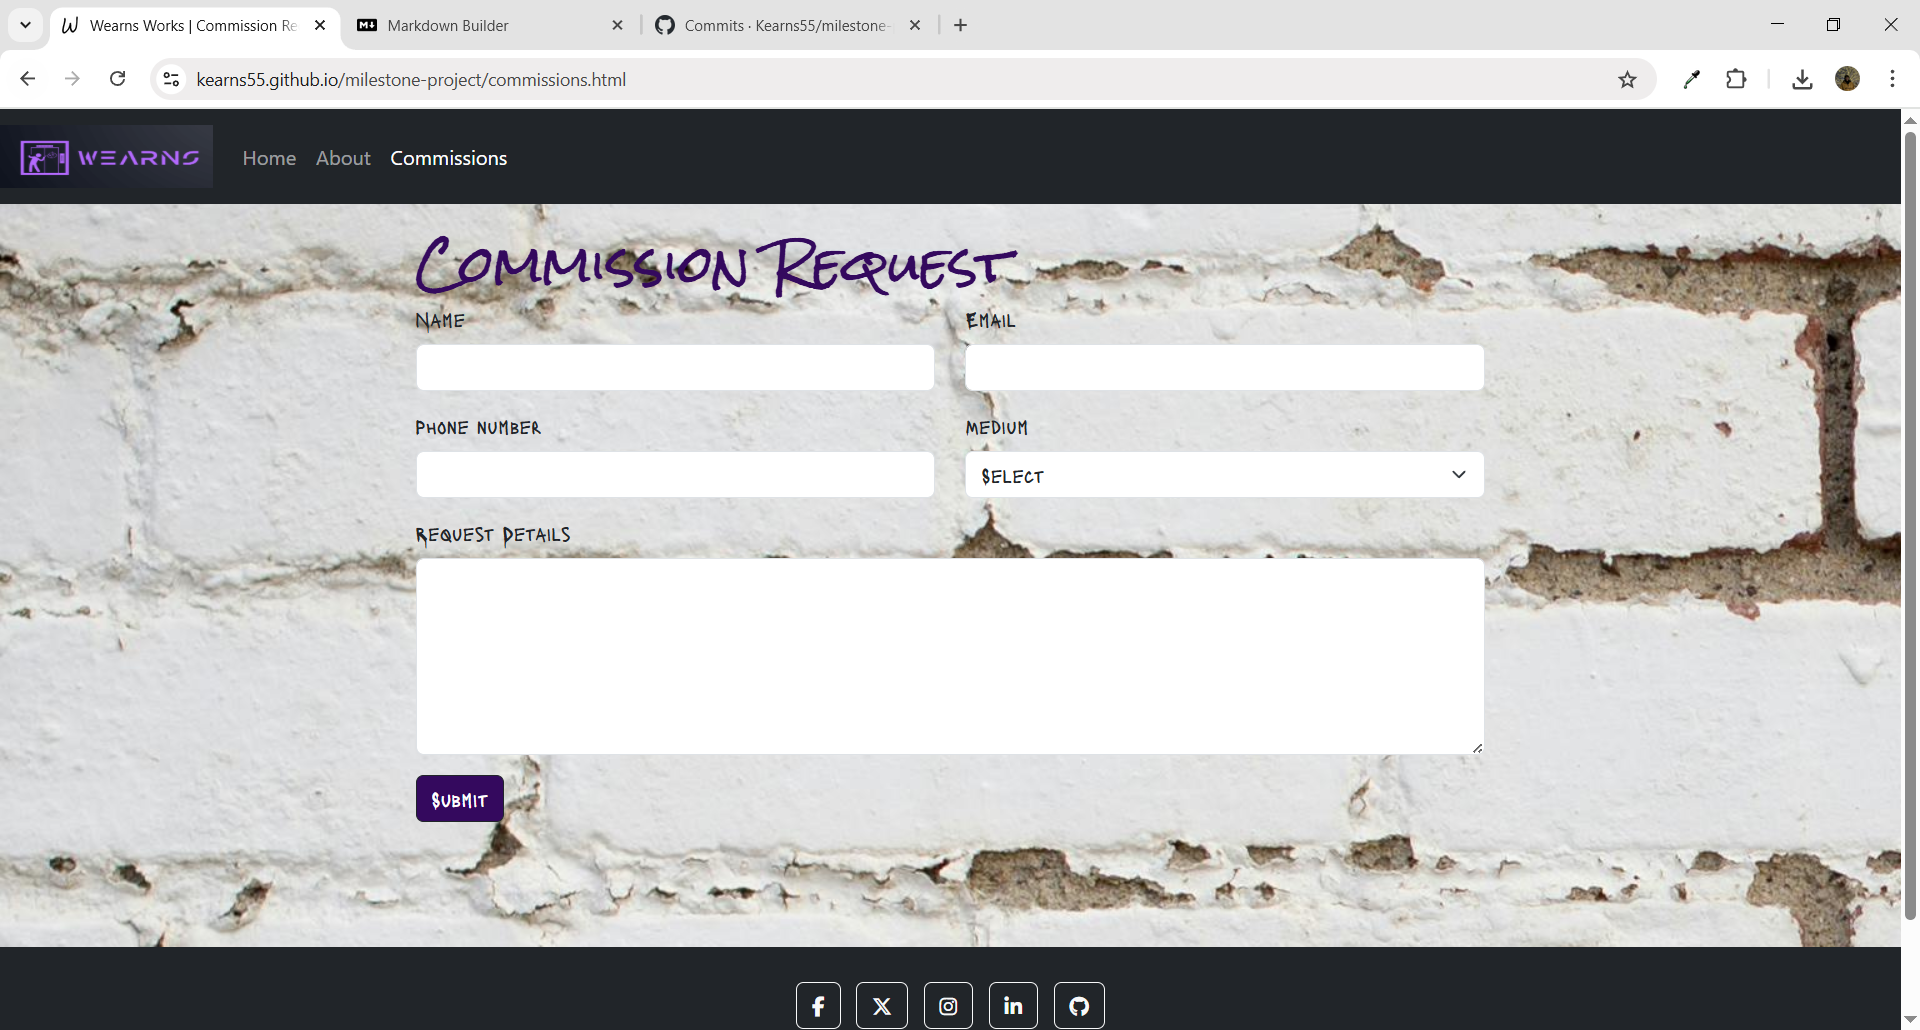 Wearns Works | Commission Re
Markdown Builder
Commits · Kearns55/milestone-
kearns55.github.io/milestone-project/commissions.html
WEARNS
Home About Commissions
Commission Request
Name Email
Phone number medium
Select
Request Details
Submit